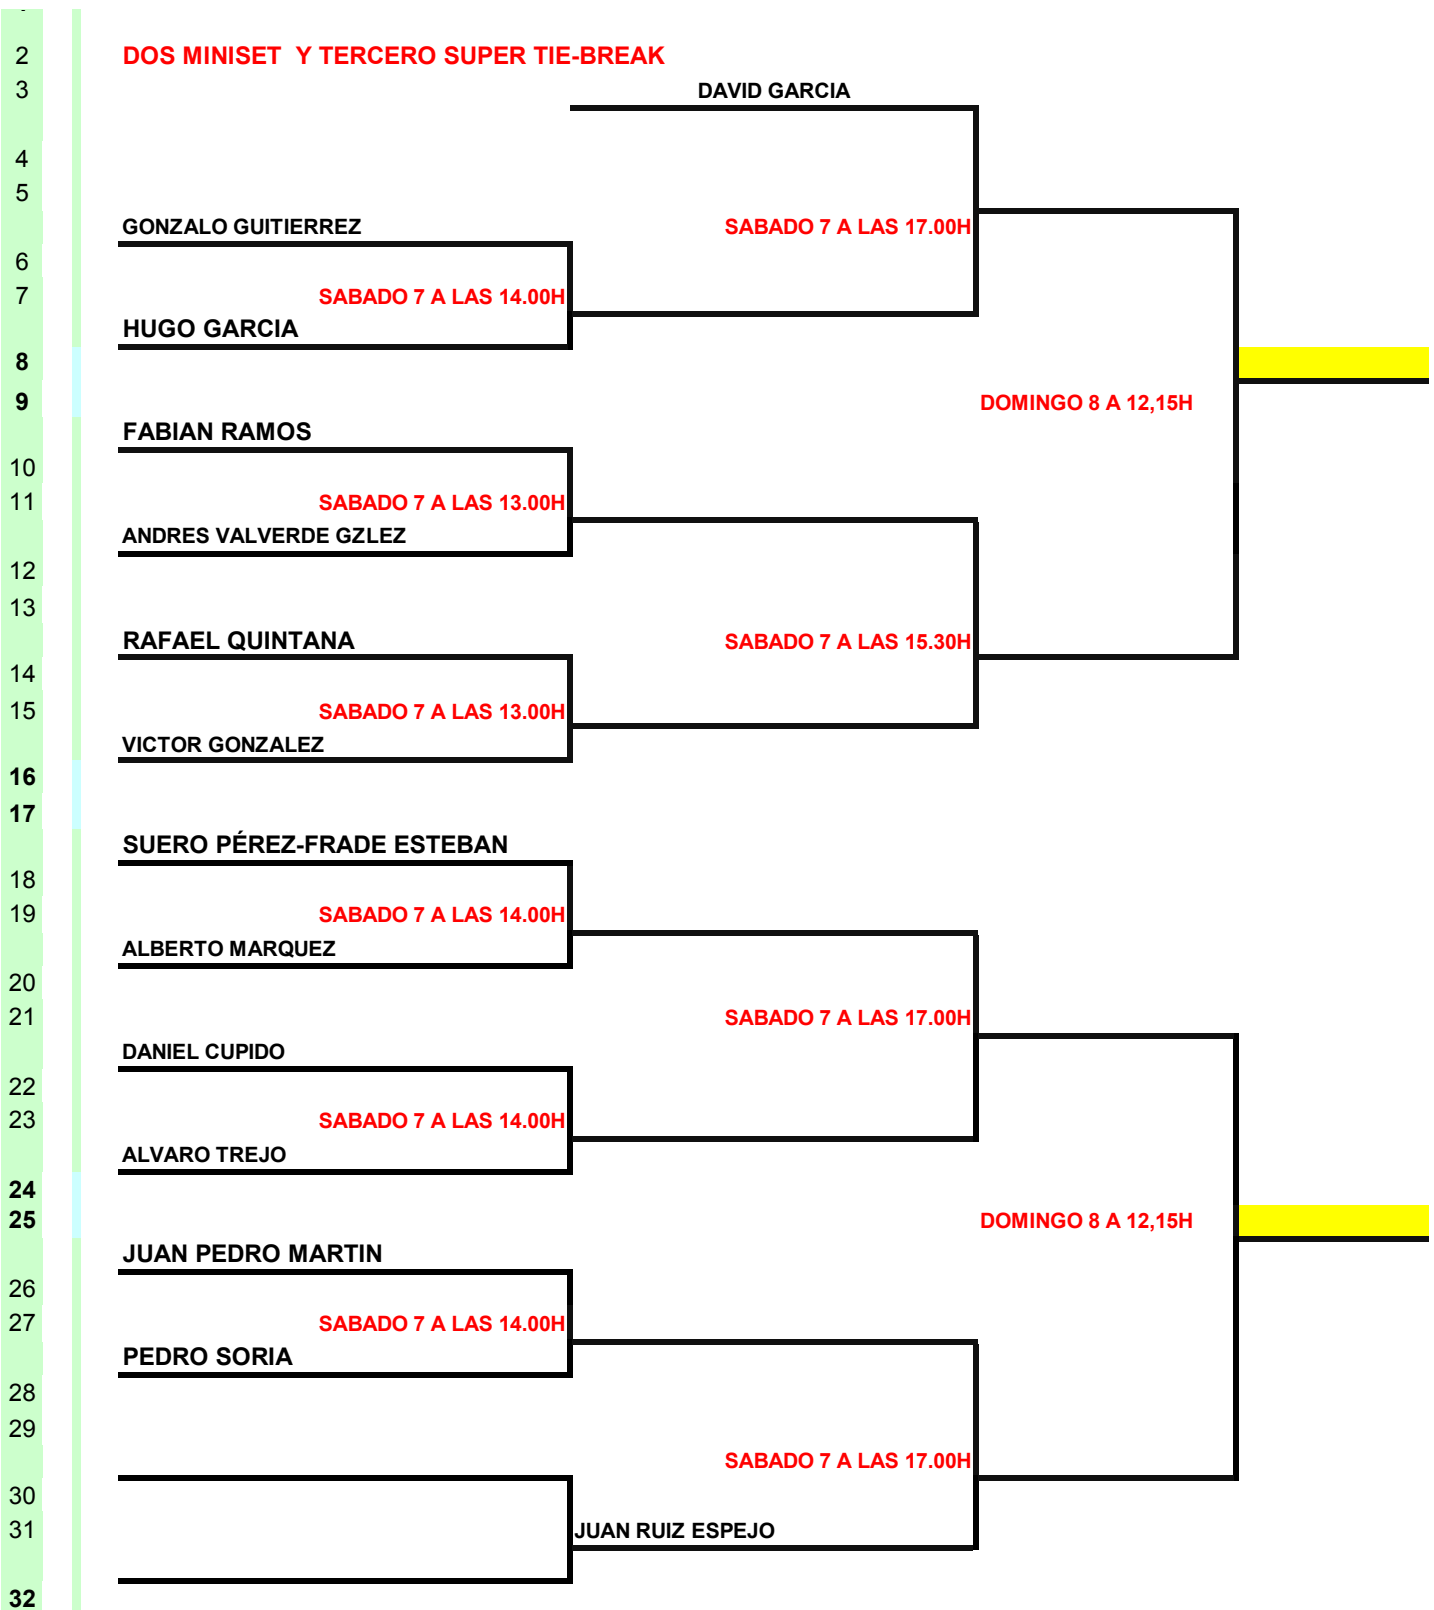 2 DOS MINISET Y TERCERO SUPER TIE-BREAK
3 DAVID GARCIA
4
5
GONZALO GUITIERREZ SABADO 7 A LAS 17.00H
6
7 SABADO 7 A LAS 14.00H
HUGO GARCIA
8
9 DOMINGO 8 A 12,15H
FABIAN RAMOS
10
11 SABADO 7 A LAS 13.00H
ANDRES VALVERDE GZLEZ
12
13
RAFAEL QUINTANA SABADO 7 A LAS 15.30H
14
15 SABADO 7 A LAS 13.00H
VICTOR GONZALEZ
16
17
SUERO PÉREZ-FRADE ESTEBAN
18
19 SABADO 7 A LAS 14.00H
ALBERTO MARQUEZ
20
21 SABADO 7 A LAS 17.00H
DANIEL CUPIDO
22
23 SABADO 7 A LAS 14.00H
ALVARO TREJO
24
25 DOMINGO 8 A 12,15H
JUAN PEDRO MARTIN
26
27 SABADO 7 A LAS 14.00H
PEDRO SORIA
28
29
SABADO 7 A LAS 17.00H
30
31 JUAN RUIZ ESPEJO
32